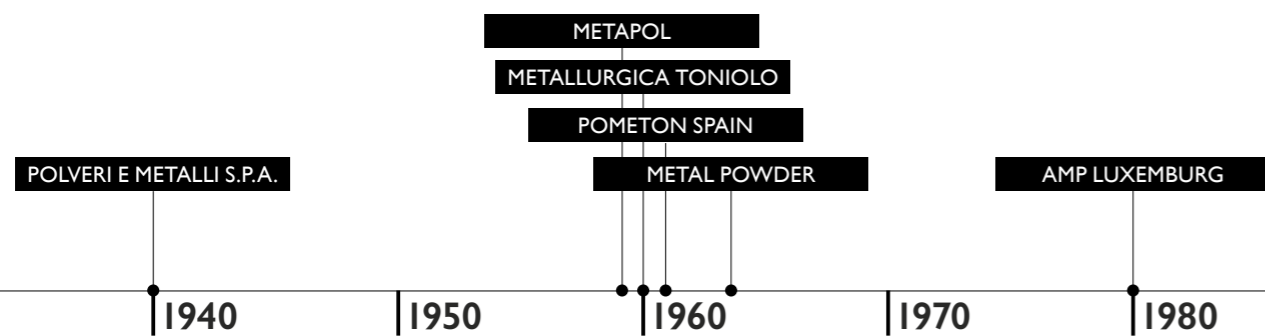 METAPOL
METALLURGICA TONIOLO
POMETON SPAIN
POLVERI E METALLI S.P.A.
METAL POWDER
AMP LUXEMBURG
1940
1950
1960
1970
1980